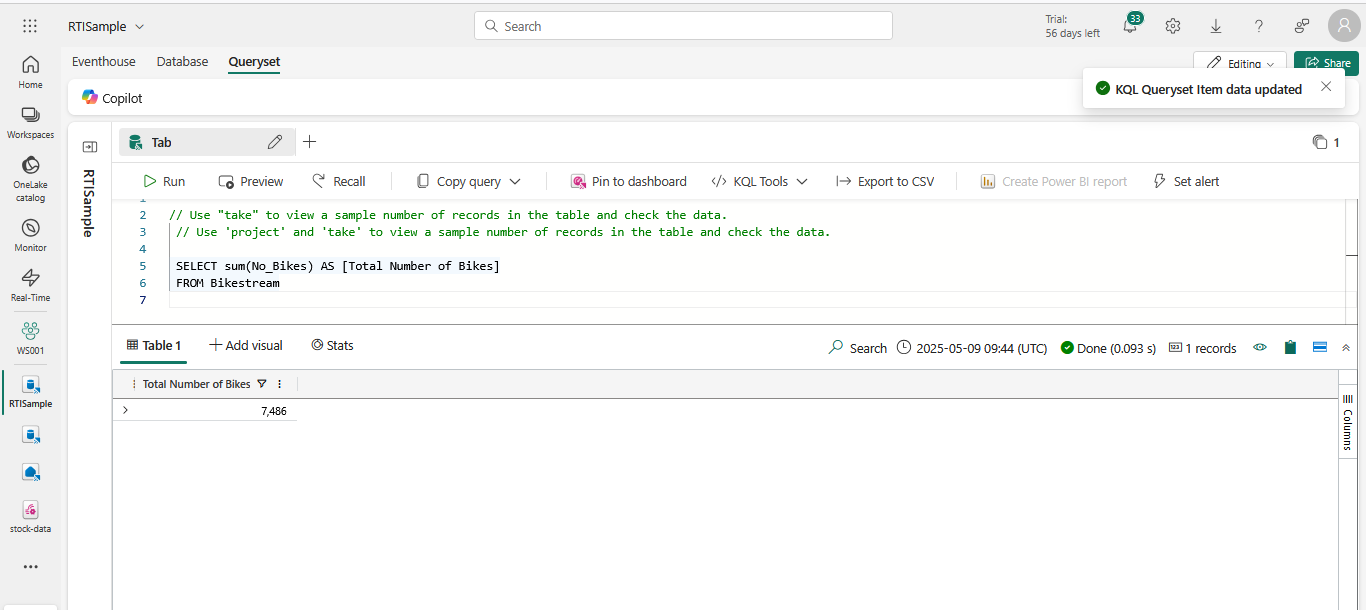 RTISample
Search
Trial:
56 days left
33
Home
Workspaces
OneLake
catalog
Monitor
Real-Time
WS001
RTISample
stock-data
Eventhouse Database Queryset
Editing
Share
KQL Queryset Item data updated
Copilot
RTISample
Tab
1
Run Preview Recall Copy query Pin to dashboard KQL Tools Export to CSV Create Power BI report Set alert
2 // Use "take" to view a sample number of records in the table and check the data.
3 // Use 'project' and 'take' to view a sample number of records in the table and check the data.
4
5 SELECT sum(No_Bikes) AS [Total Number of Bikes]
6 FROM Bikestream
7
Table 1 Add visual Stats
Search 2025-05-09 09:44 (UTC) Done (0.093 s) 1 records
Total Number of Bikes
7,486
Columns